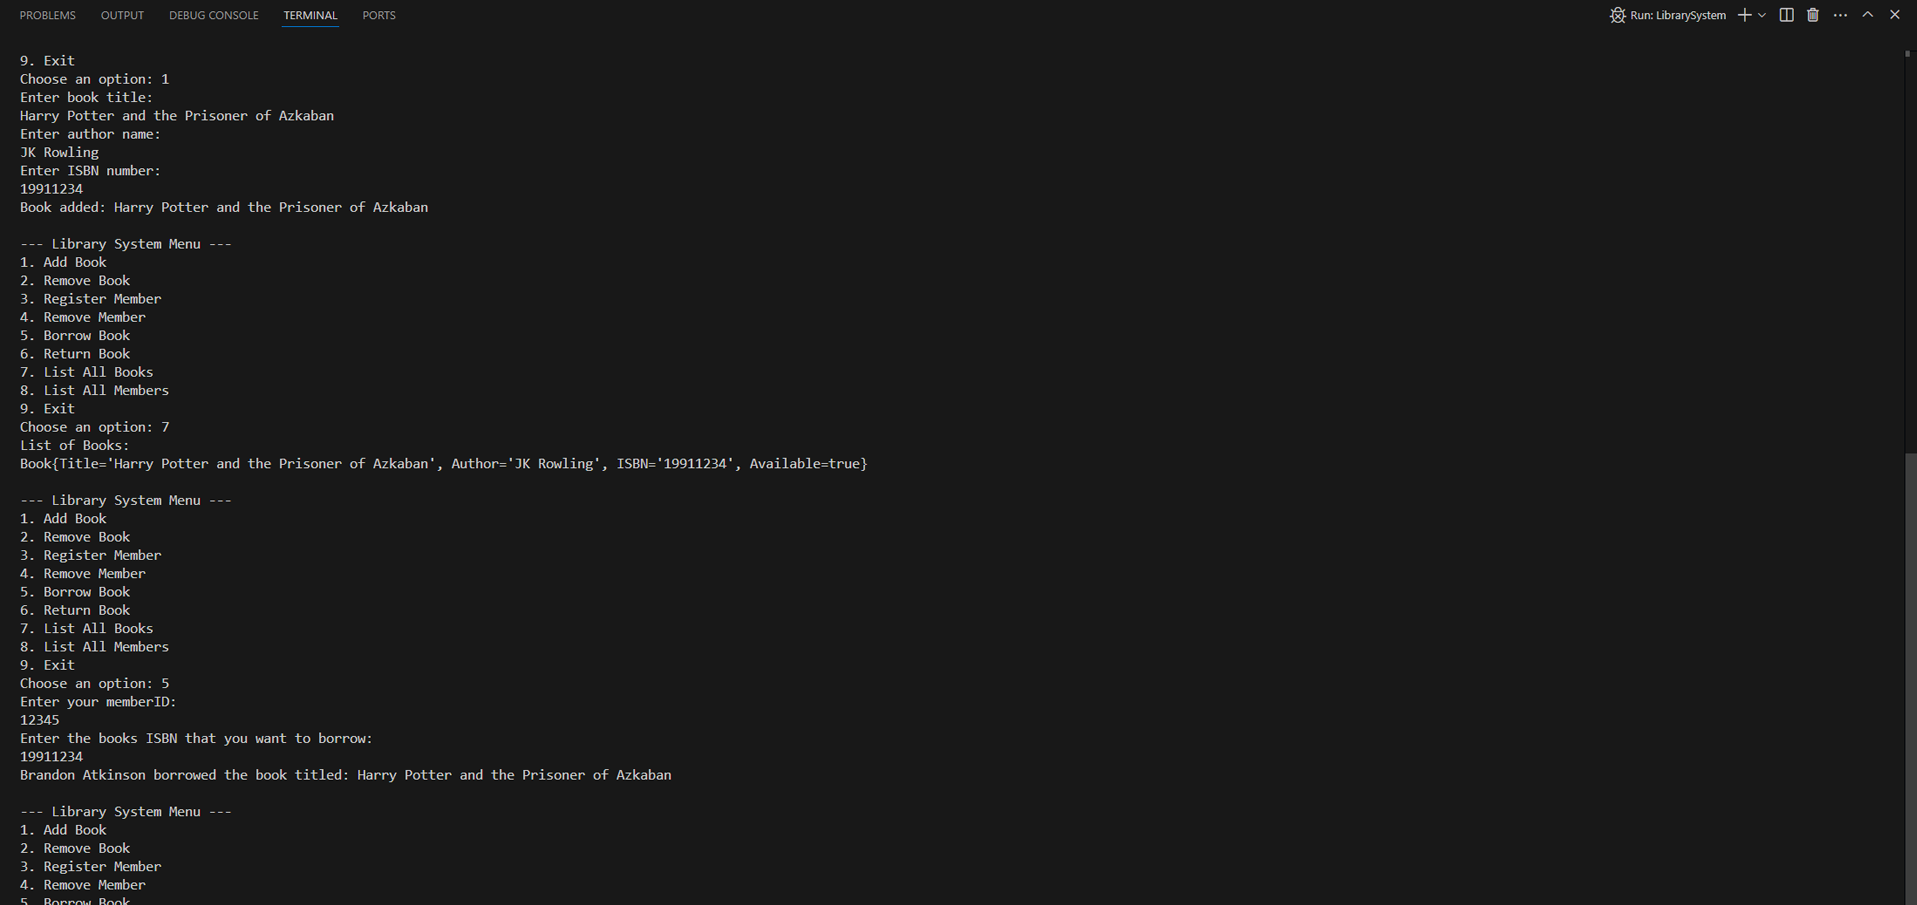 PROBLEMS OUTPUT DEBUG CONSOLE TERMINAL PORTS Run: LibrarySystem
9. Exit
Choose an option: 1
Enter book title:
Harry Potter and the Prisoner of Azkaban
Enter author name:
JK Rowling
Enter ISBN number:
19911234
Book added: Harry Potter and the Prisoner of Azkaban
--- Library System Menu ---
1. Add Book
2. Remove Book
3. Register Member
4. Remove Member
5. Borrow Book
6. Return Book
7. List All Books
8. List All Members
9. Exit
Choose an option: 7
List of Books:
Book{Title='Harry Potter and the Prisoner of Azkaban', Author='JK Rowling', ISBN='19911234', Available=true}
--- Library System Menu ---
1. Add Book
2. Remove Book
3. Register Member
4. Remove Member
5. Borrow Book
6. Return Book
7. List All Books
8. List All Members
9. Exit
Choose an option: 5
Enter your memberID:
12345
Enter the books ISBN that you want to borrow:
19911234
Brandon Atkinson borrowed the book titled: Harry Potter and the Prisoner of Azkaban
--- Library System Menu ---
1. Add Book
2. Remove Book
3. Register Member
4. Remove Member
5. Borrow Book